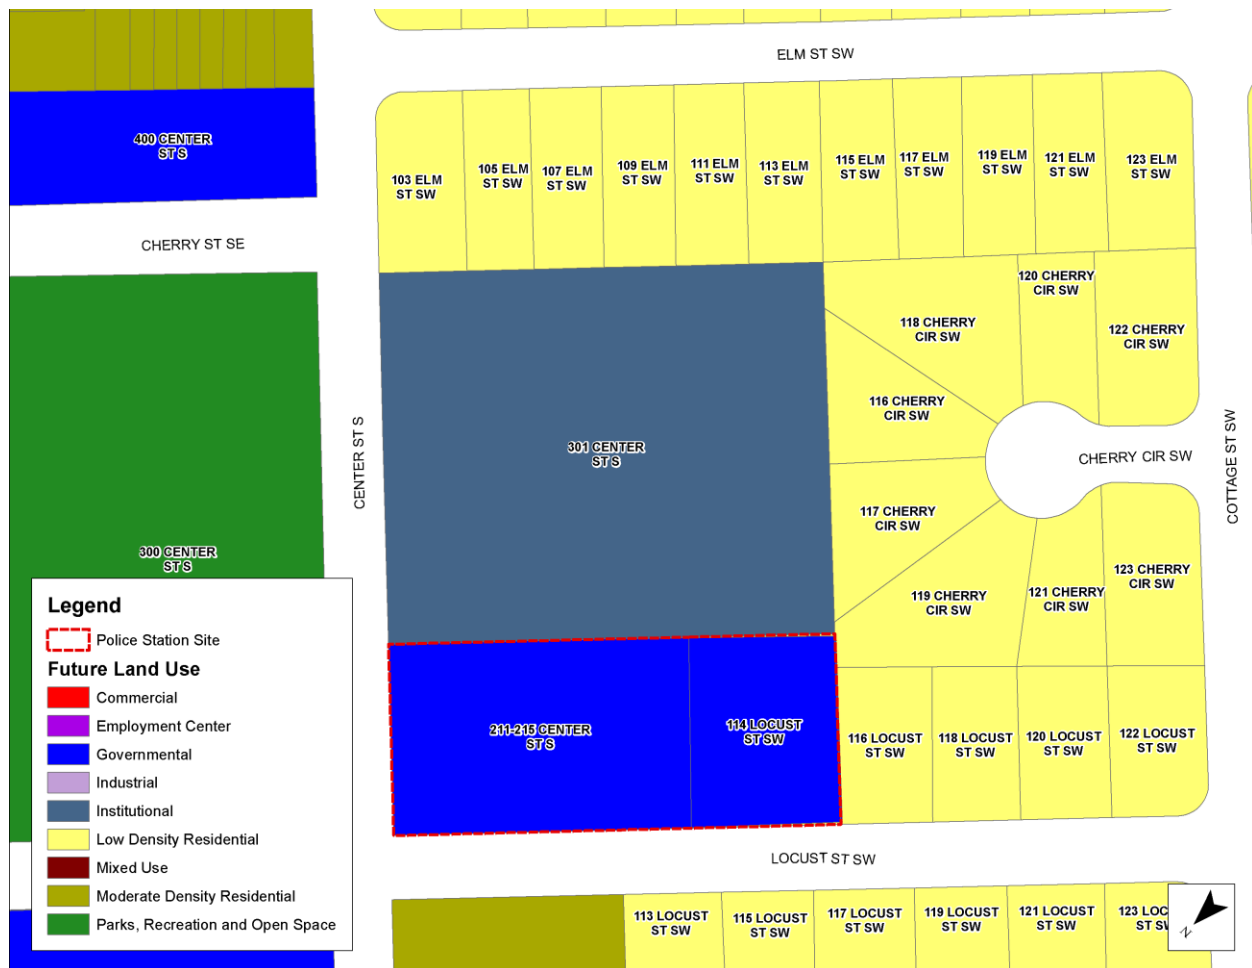 ELM ST SW
400 CENTER
ST S
103 ELM
ST SW
105 ELM
ST SW
107 ELM
ST SW
109 ELM
ST SW
111 ELM
ST SW
113 ELM
ST SW
115 ELM
ST SW
117 ELM
ST SW
119 ELM
ST SW
121 ELM
ST SW
123 ELM
ST SW
CHERRY ST SE
118 CHERRY
CIR SW
120 CHERRY
CIR SW
122 CHERRY
CIR SW
116 CHERRY
CIR SW
CENTER ST S
301 CENTER
ST S
CHERRY CIR SW
COTTAGE ST SW
117 CHERRY
CIR SW
300 CENTER
ST S
119 CHERRY
CIR SW
121 CHERRY
CIR SW
123 CHERRY
CIR SW
211-215 CENTER
ST S
114 LOCUST
ST SW
116 LOCUST
ST SW
118 LOCUST
ST SW
120 LOCUST
ST SW
122 LOCUST
ST SW
LOCUST ST SW
113 LOCUST
ST SW
115 LOCUST
ST SW
117 LOCUST
ST SW
119 LOCUST
ST SW
121 LOCUST
ST SW
123 LOC
ST S
N
Legend
Police Station Site
Future Land Use
Commercial
Employment Center
Governmental
Industrial
Institutional
Low Density Residential
Mixed Use
Moderate Density Residential
Parks, Recreation and Open Space